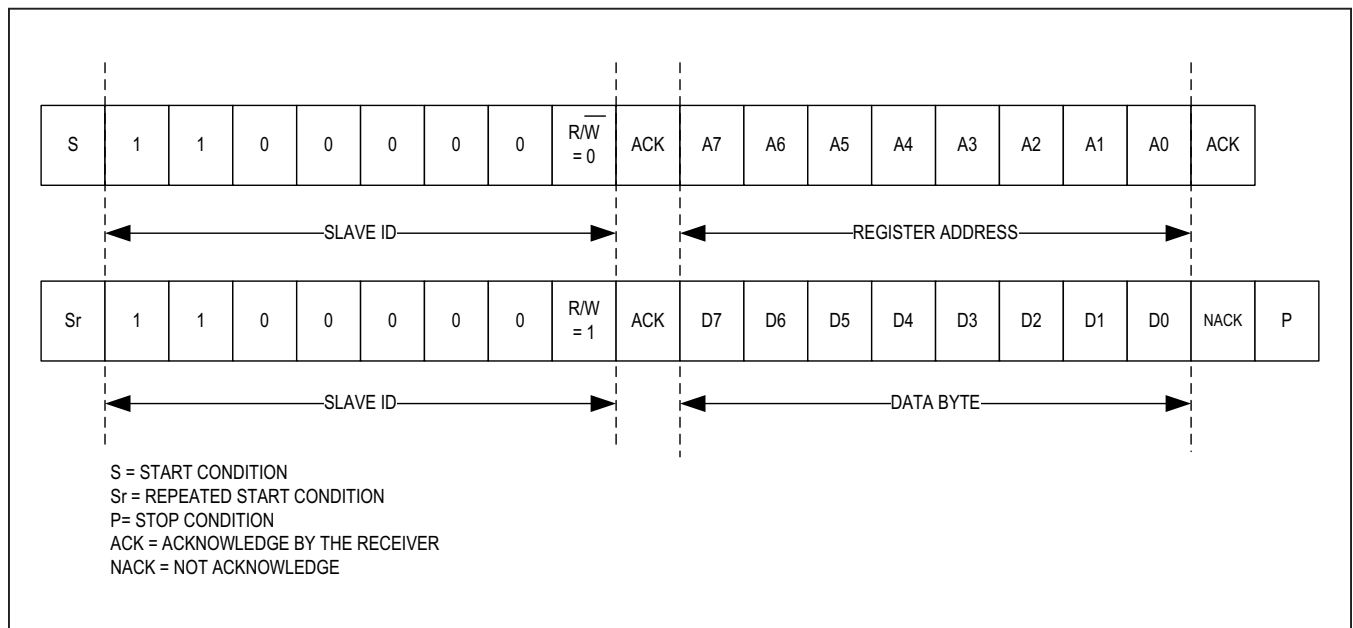 S 1 1 0 0 0 0 0 R/W̅ = 0 ACK A7 A6 A5 A4 A3 A2 A1 A0 ACK
SLAVE ID REGISTER ADDRESS
Sr 1 1 0 0 0 0 0 R/W = 1 ACK D7 D6 D5 D4 D3 D2 D1 D0 NACK P
SLAVE ID DATA BYTE
S = START CONDITION
Sr = REPEATED START CONDITION
P= STOP CONDITION
ACK = ACKNOWLEDGE BY THE RECEIVER
NACK = NOT ACKNOWLEDGE